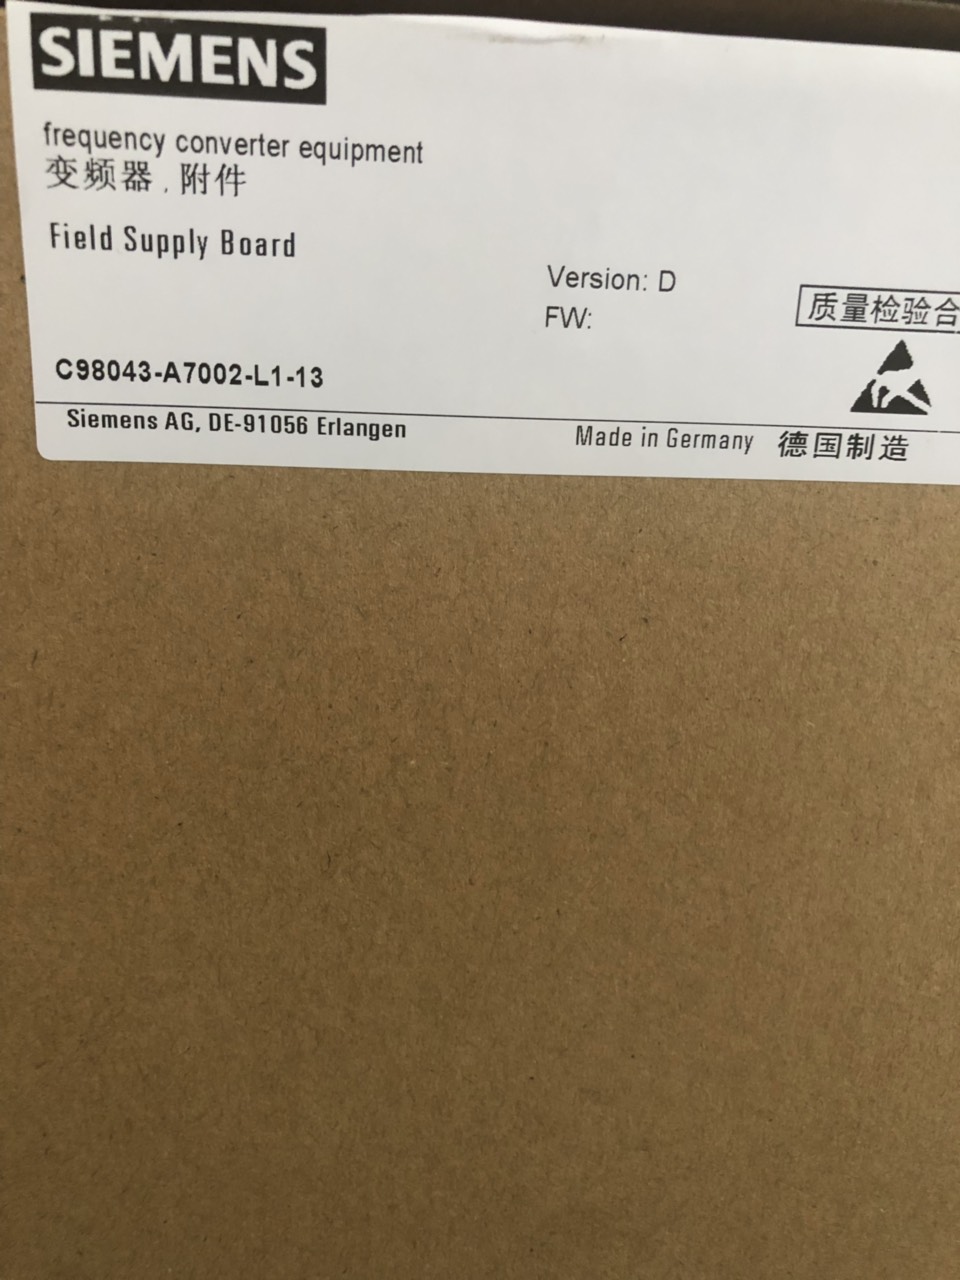 SIEMENS
frequency converter equipment
变频器 , 附件
Field Supply Board
Version: D
FW:
质量检验合
C98043-A7002-L1-13
Siemens AG, DE-91056 Erlangen
Made in Germany 德国制造